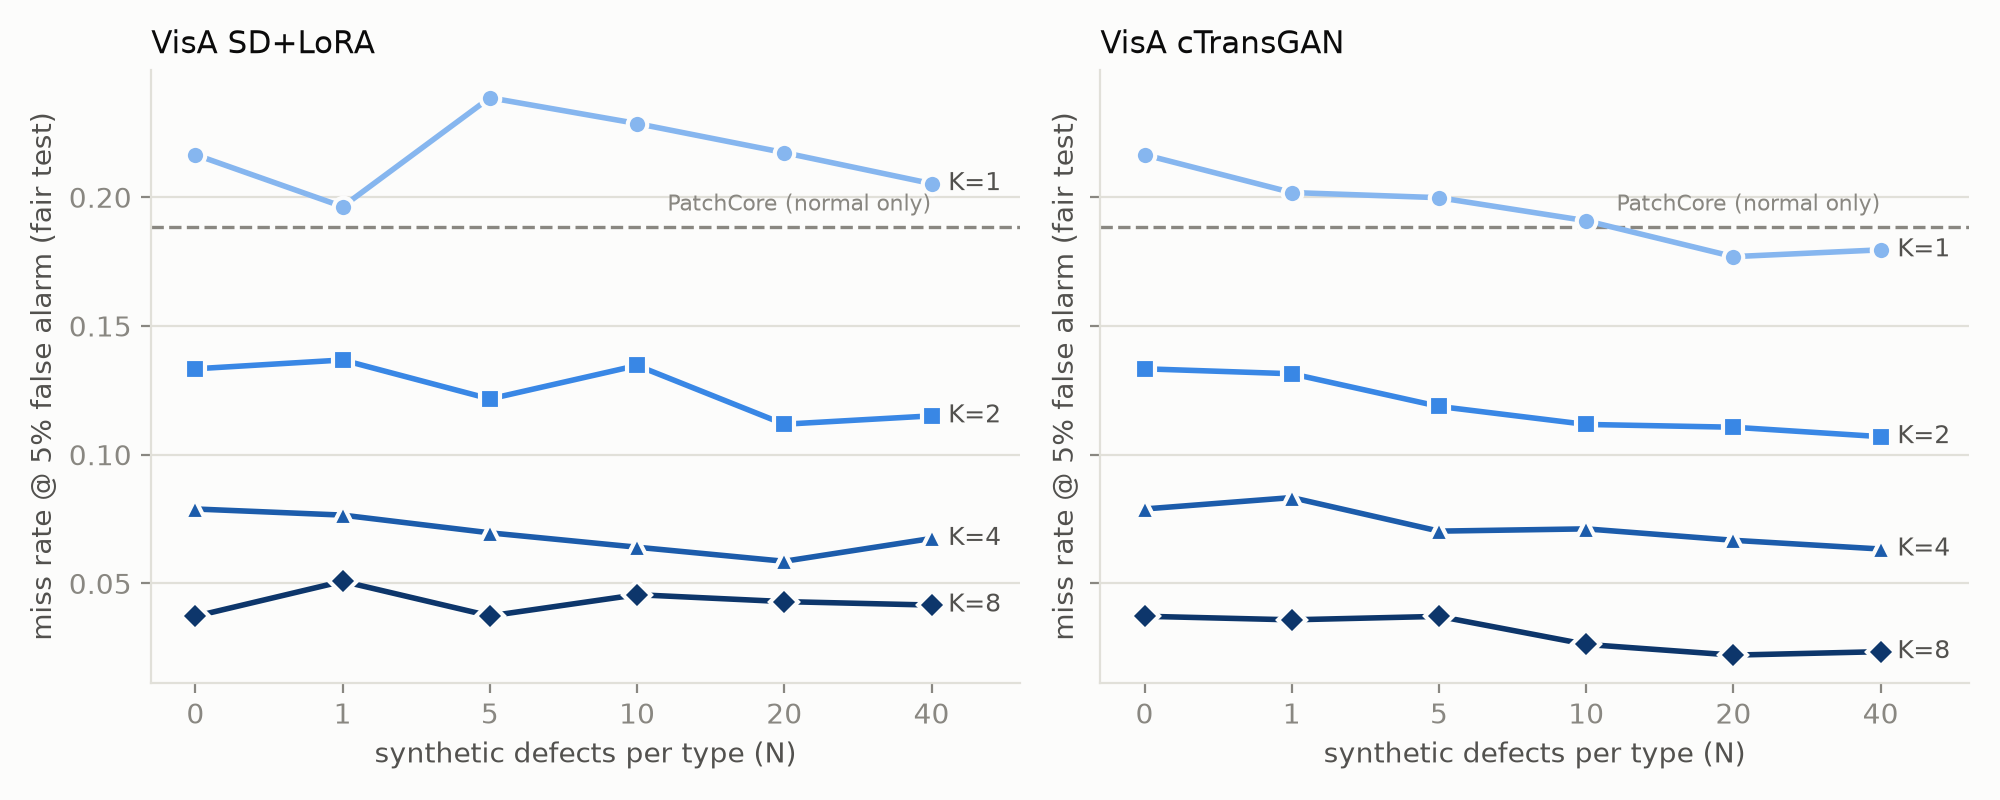 VisA SD+LoRA
miss rate @ 5% false alarm (fair test)
0.20
0.15
0.10
0.05
PatchCore (normal only)
K=1
K=2
K=4
K=8
0 1 5 10 20 40
synthetic defects per type (N)
VisA cTransGAN
miss rate @ 5% false alarm (fair test)
PatchCore (normal only)
K=1
K=2
K=4
K=8
0 1 5 10 20 40
synthetic defects per type (N)